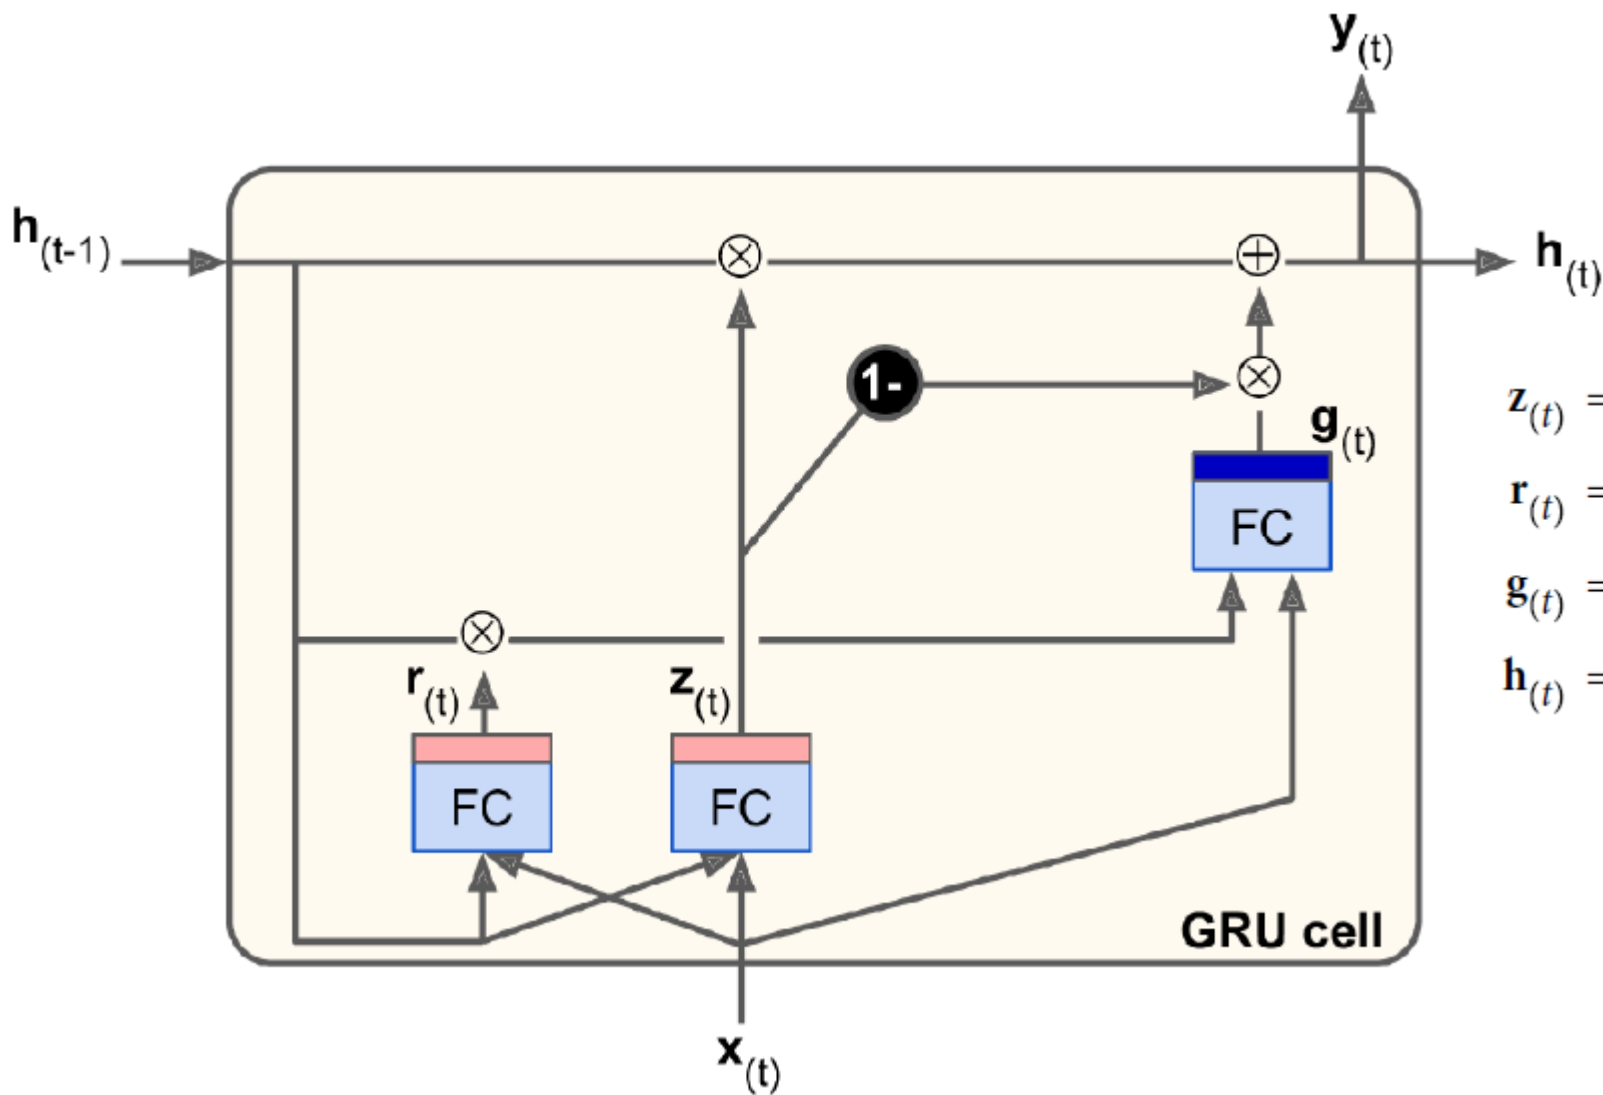 y(t)
h(t-1)
h(t)
1-
g(t)
z(t) =
r(t) =
FC
g(t) =
r(t)
z(t)
h(t) =
FC
FC
GRU cell
x(t)